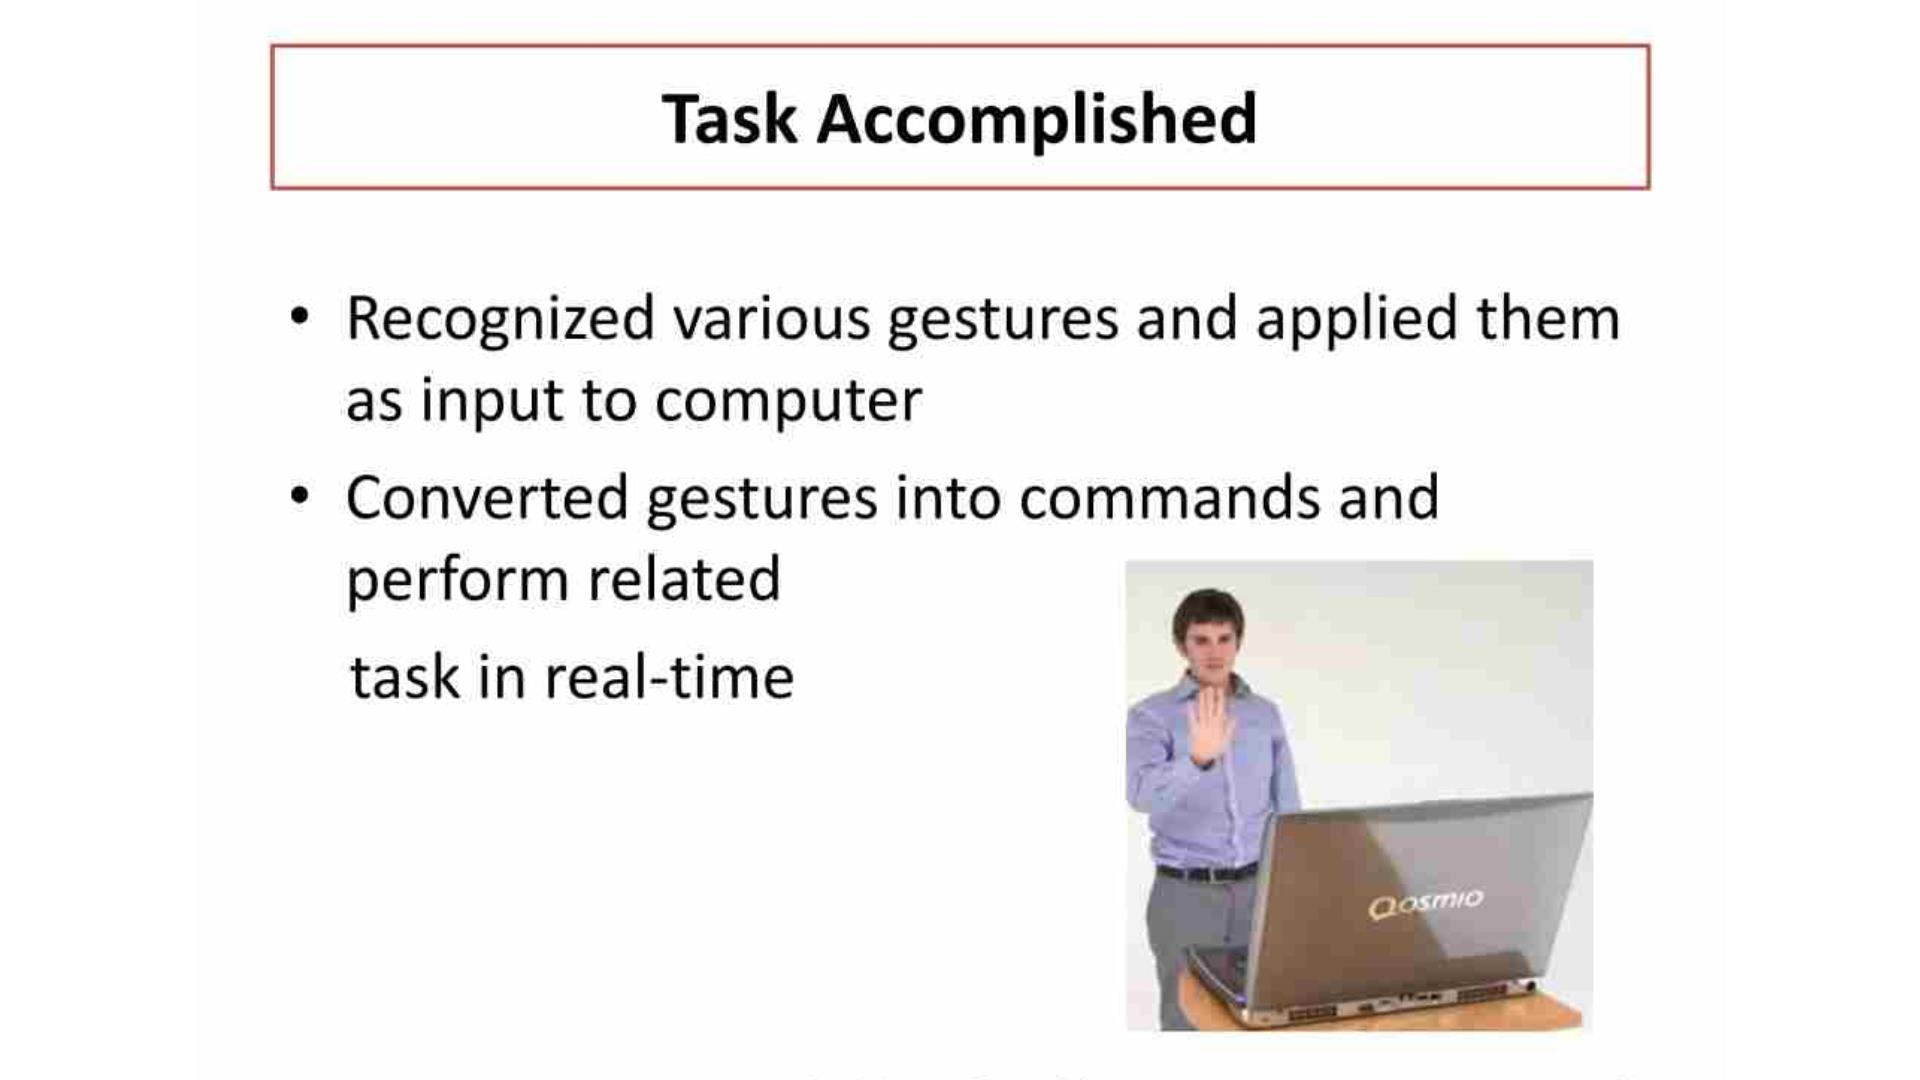 Task Accomplished
• Recognized various gestures and applied them
as input to computer
• Converted gestures into commands and
perform related
task in real-time
Qosmio